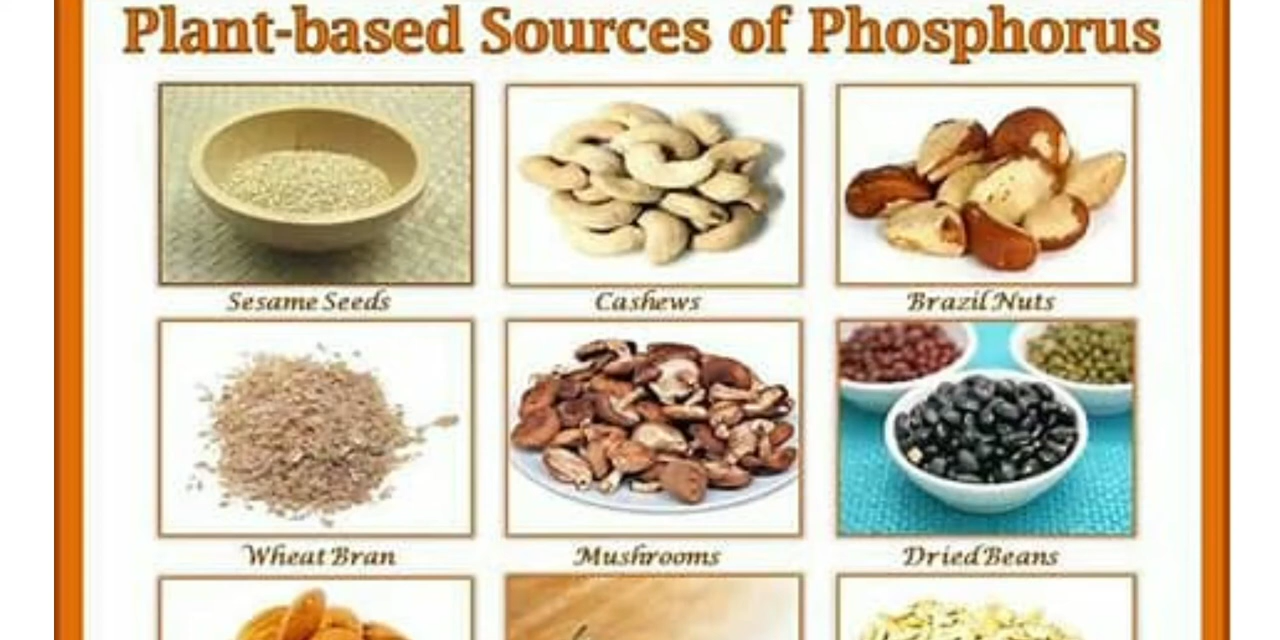 Plant-based Sources of Phosphorus
Sesame Seeds
Cashews
Brazil Nuts
Wheat Bran
Mushrooms
Dried Beans